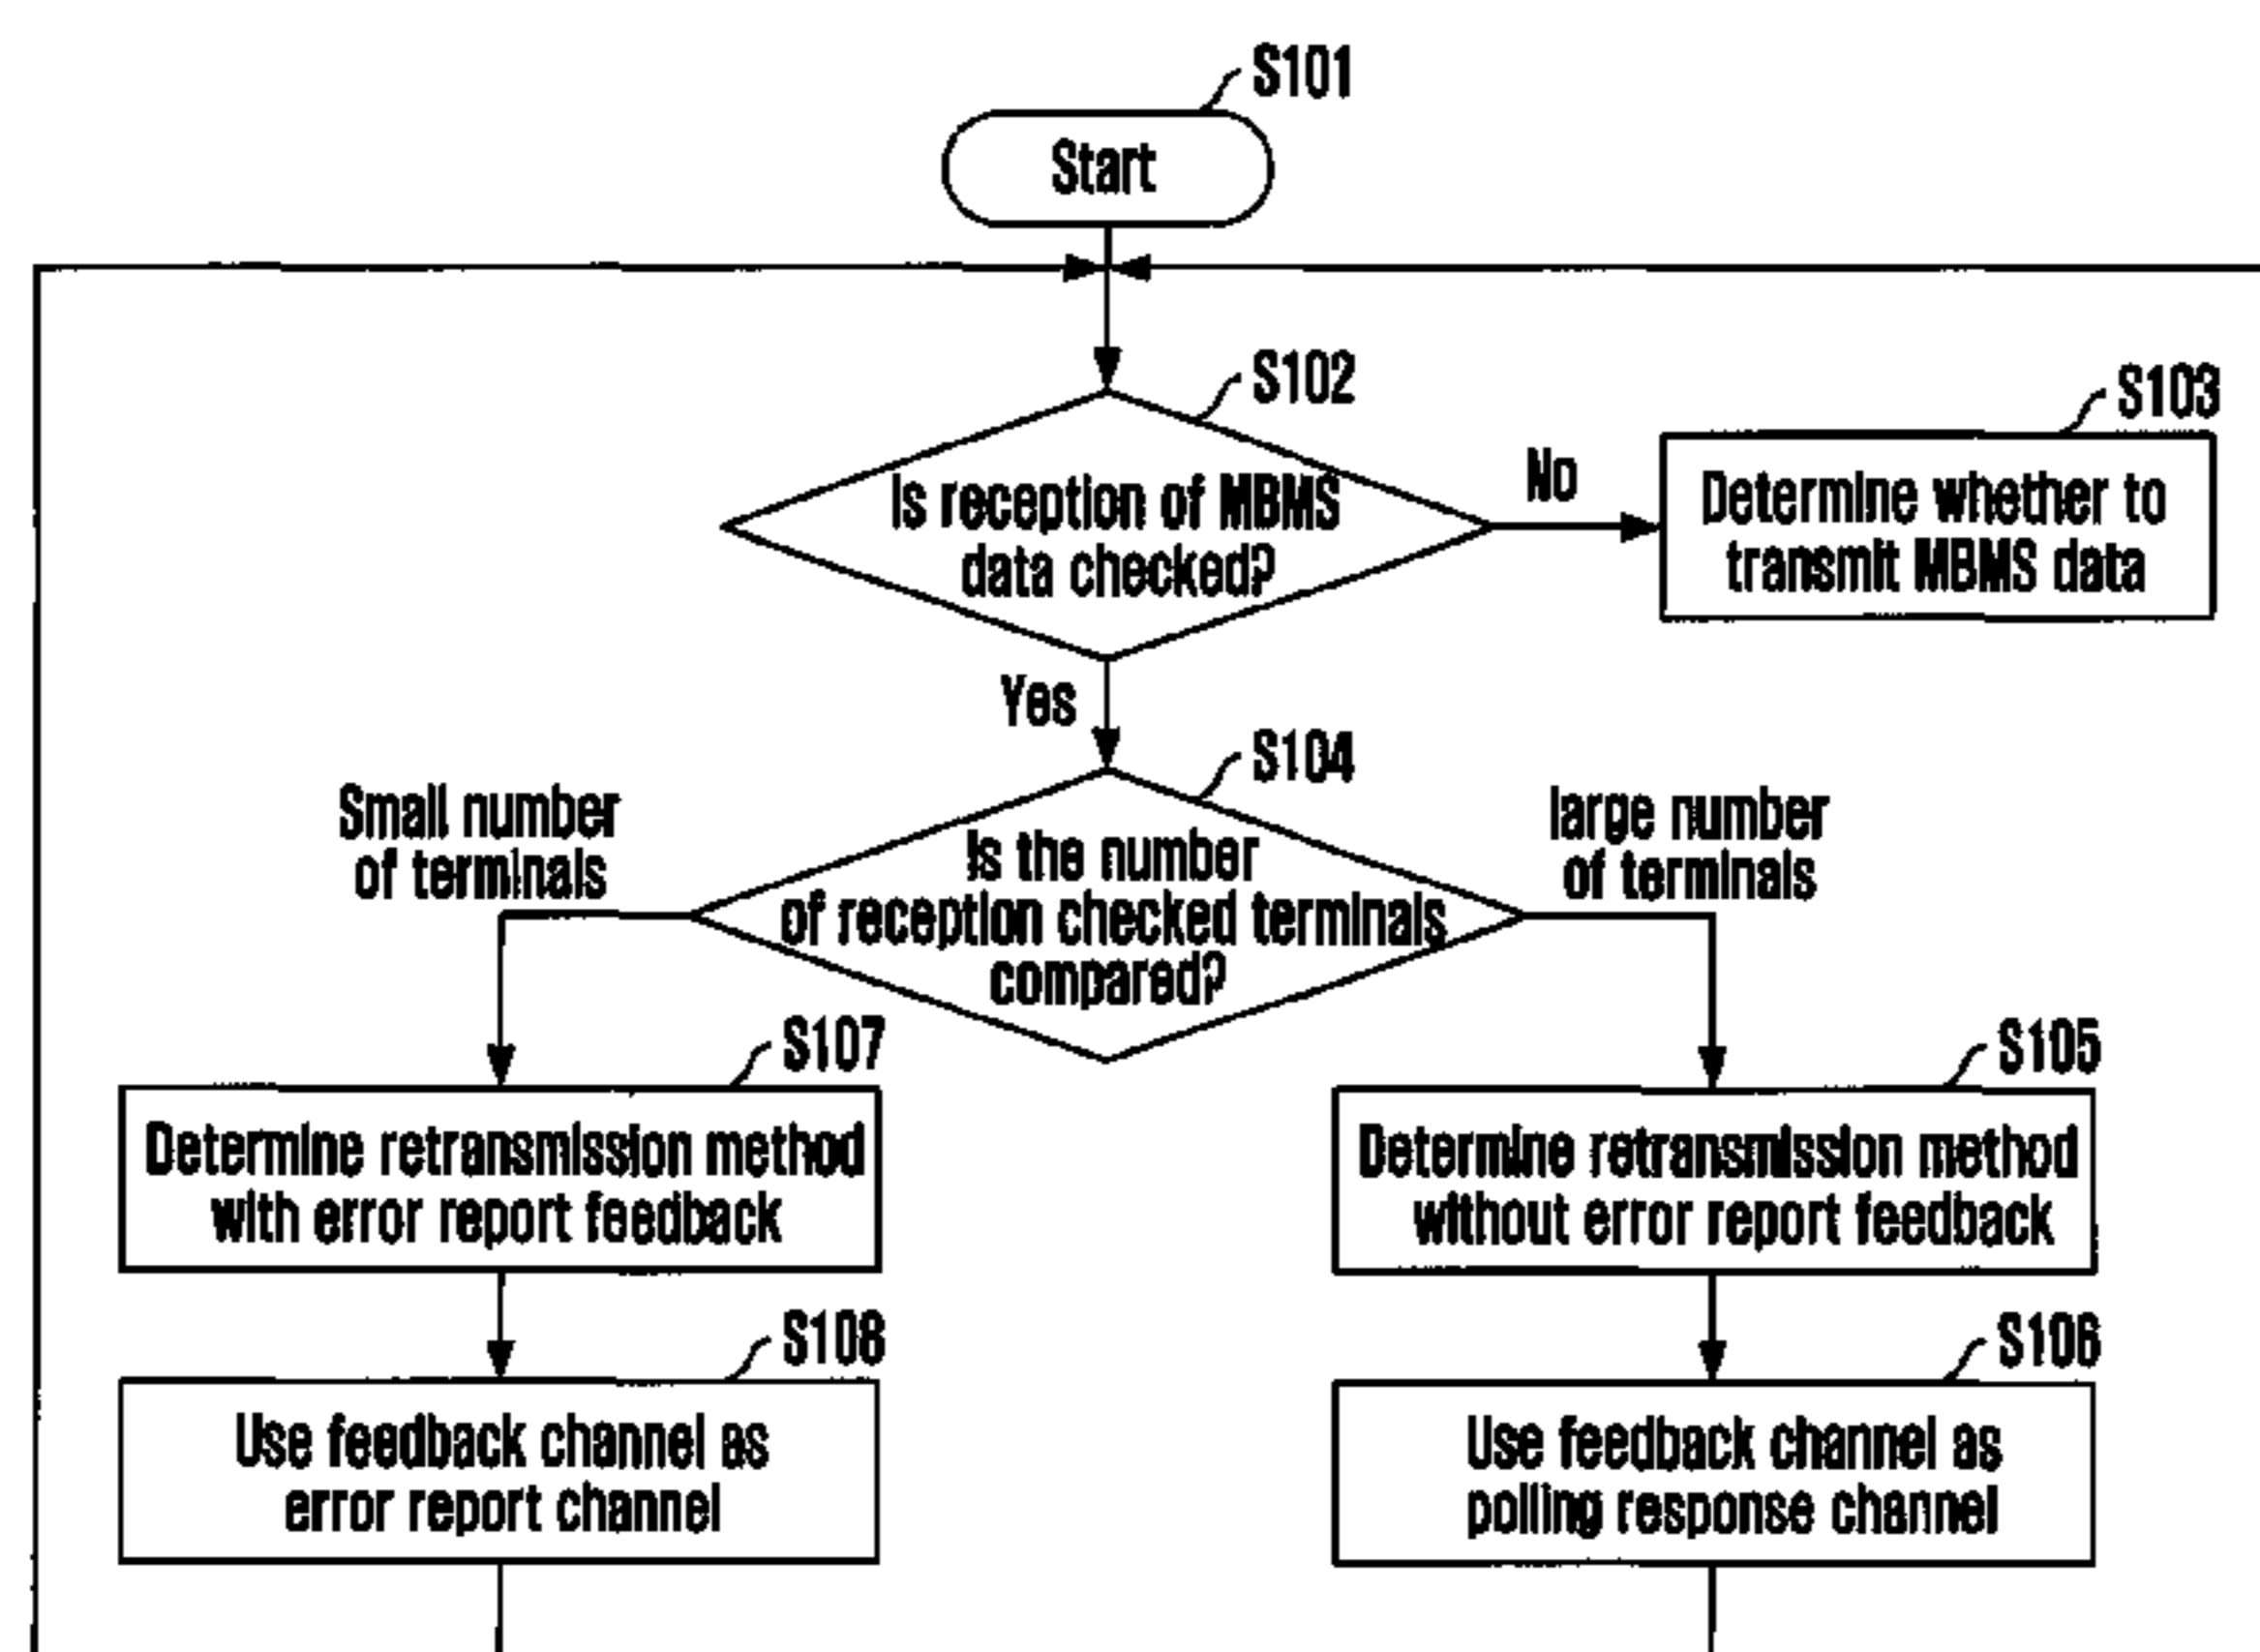 S101
Start
S102
Is reception of MBMS
data checked?
No
S103
Determine whether to
transmit MBMS data
Yes
S104
Small number
of terminals
Is the number
of reception checked terminals
compared?
large number
of terminals
S107
Determine retransmission method
with error report feedback
S105
Determine retransmission method
without error report feedback
S108
Use feedback channel as
error report channel
S106
Use feedback channel as
polling response channel